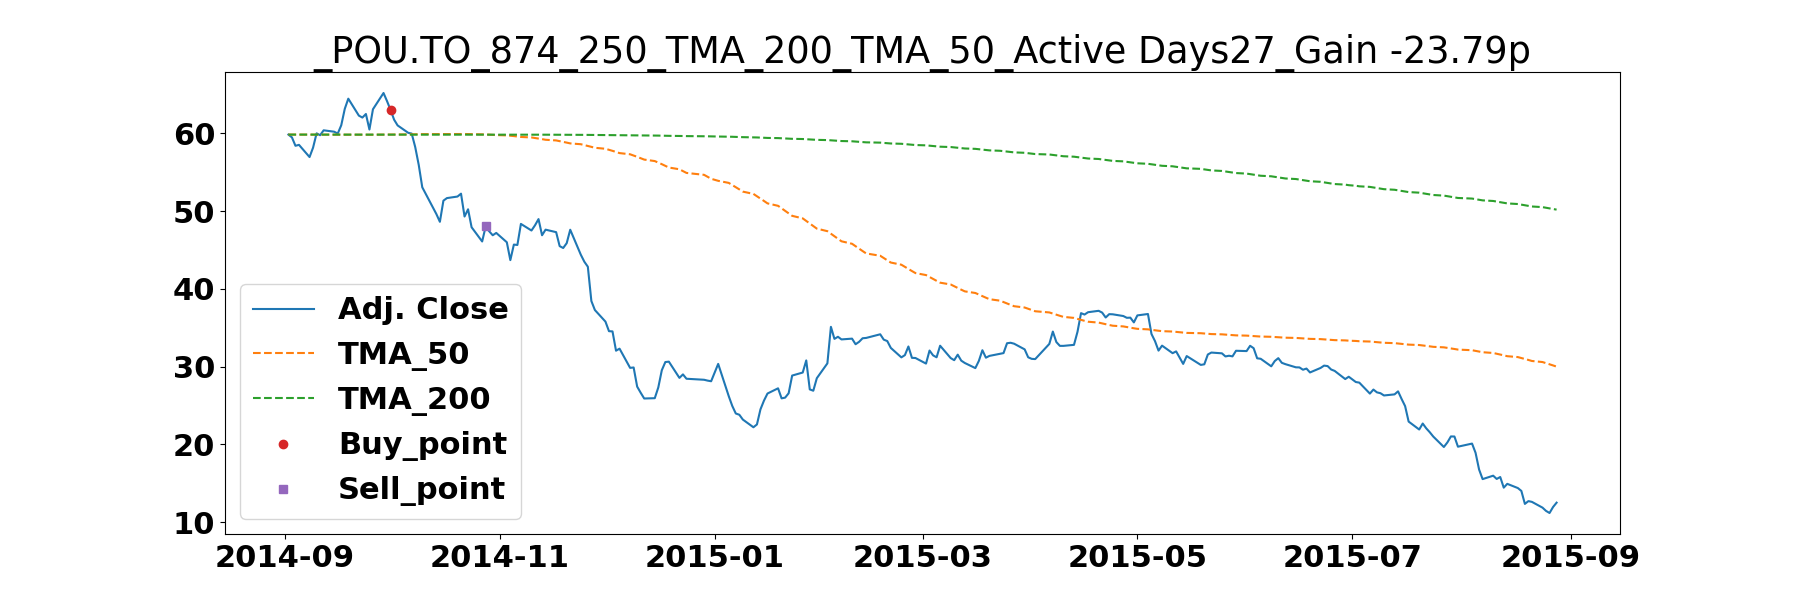 _POU.TO_874_250_TMA_200_TMA_50_Active Days27_Gain -23.79p
60
50
40
30
20
10
Adj. Close
TMA_50
TMA_200
Buy_point
Sell_point
2014-09 2014-11 2015-01 2015-03 2015-05 2015-07 2015-09